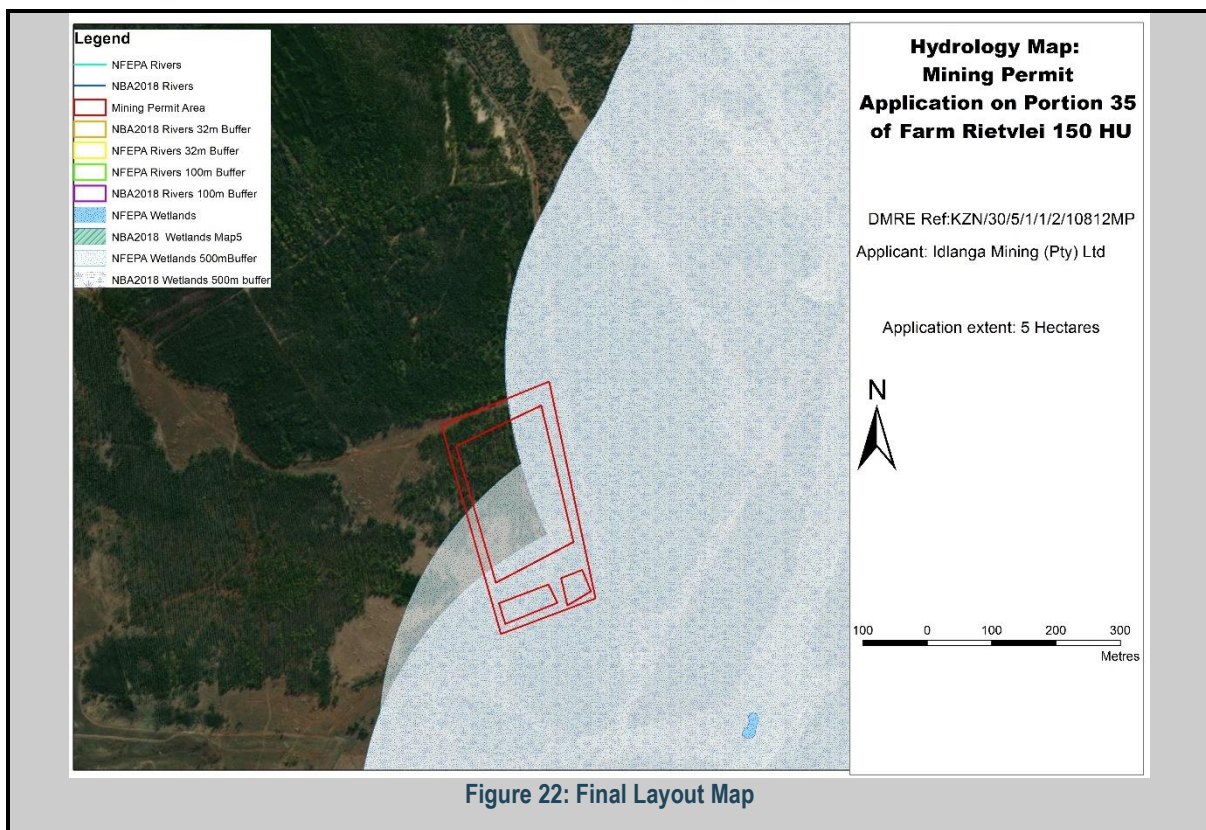 Legend
NFEPA Rivers
NBA2018 Rivers
Mining Permit Area
NBA2018 Rivers 32m Buffer
NFEPA Rivers 32m Buffer
NFEPA Rivers 100m Buffer
NBA2018 Rivers 100m Buffer
NFEPA Wetlands
NBA2018 Wetlands Map5
NFEPA Wetlands 500mBuffer
NBA2018 Wetlands 500m buffer
Hydrology Map:
Mining Permit
Application on Portion 35
of Farm Rietvlei 150 HU
DMRE Ref:KZN/30/5/1/1/2/10812MP
Applicant: Idlanga Mining (Pty) Ltd
Application extent: 5 Hectares
N
100 0 100 200 300
Metres
Figure 22: Final Layout Map